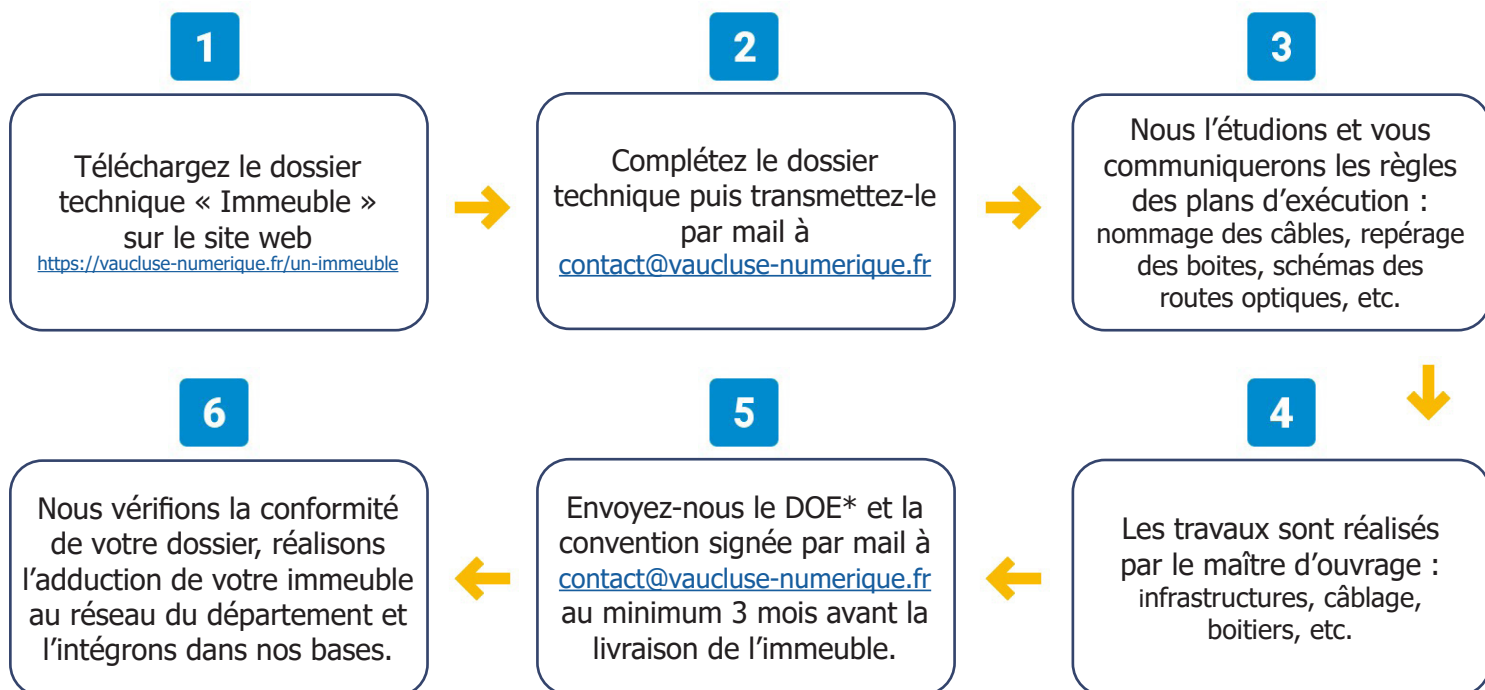 1
Téléchargez le dossier
technique « Immeuble »
sur le site web
https://vaucluse-numerique.fr/un-immeuble
2
Complétez le dossier
technique puis transmettez-le
par mail à
contact@vaucluse-numerique.fr
3
Nous l’étudions et vous
communiquerons les règles
des plans d’exécution :
nommage des câbles, repérage
des boites, schémas des
routes optiques, etc.
4
Les travaux sont réalisés
par le maître d’ouvrage :
infrastructures, câblage,
boitiers, etc.
5
Envoyez-nous le DOE* et la
convention signée par mail à
contact@vaucluse-numerique.fr
au minimum 3 mois avant la
livraison de l’immeuble.
6
Nous vérifions la conformité
de votre dossier, réalisons
l’adduction de votre immeuble
au réseau du département et
l’intégrons dans nos bases.